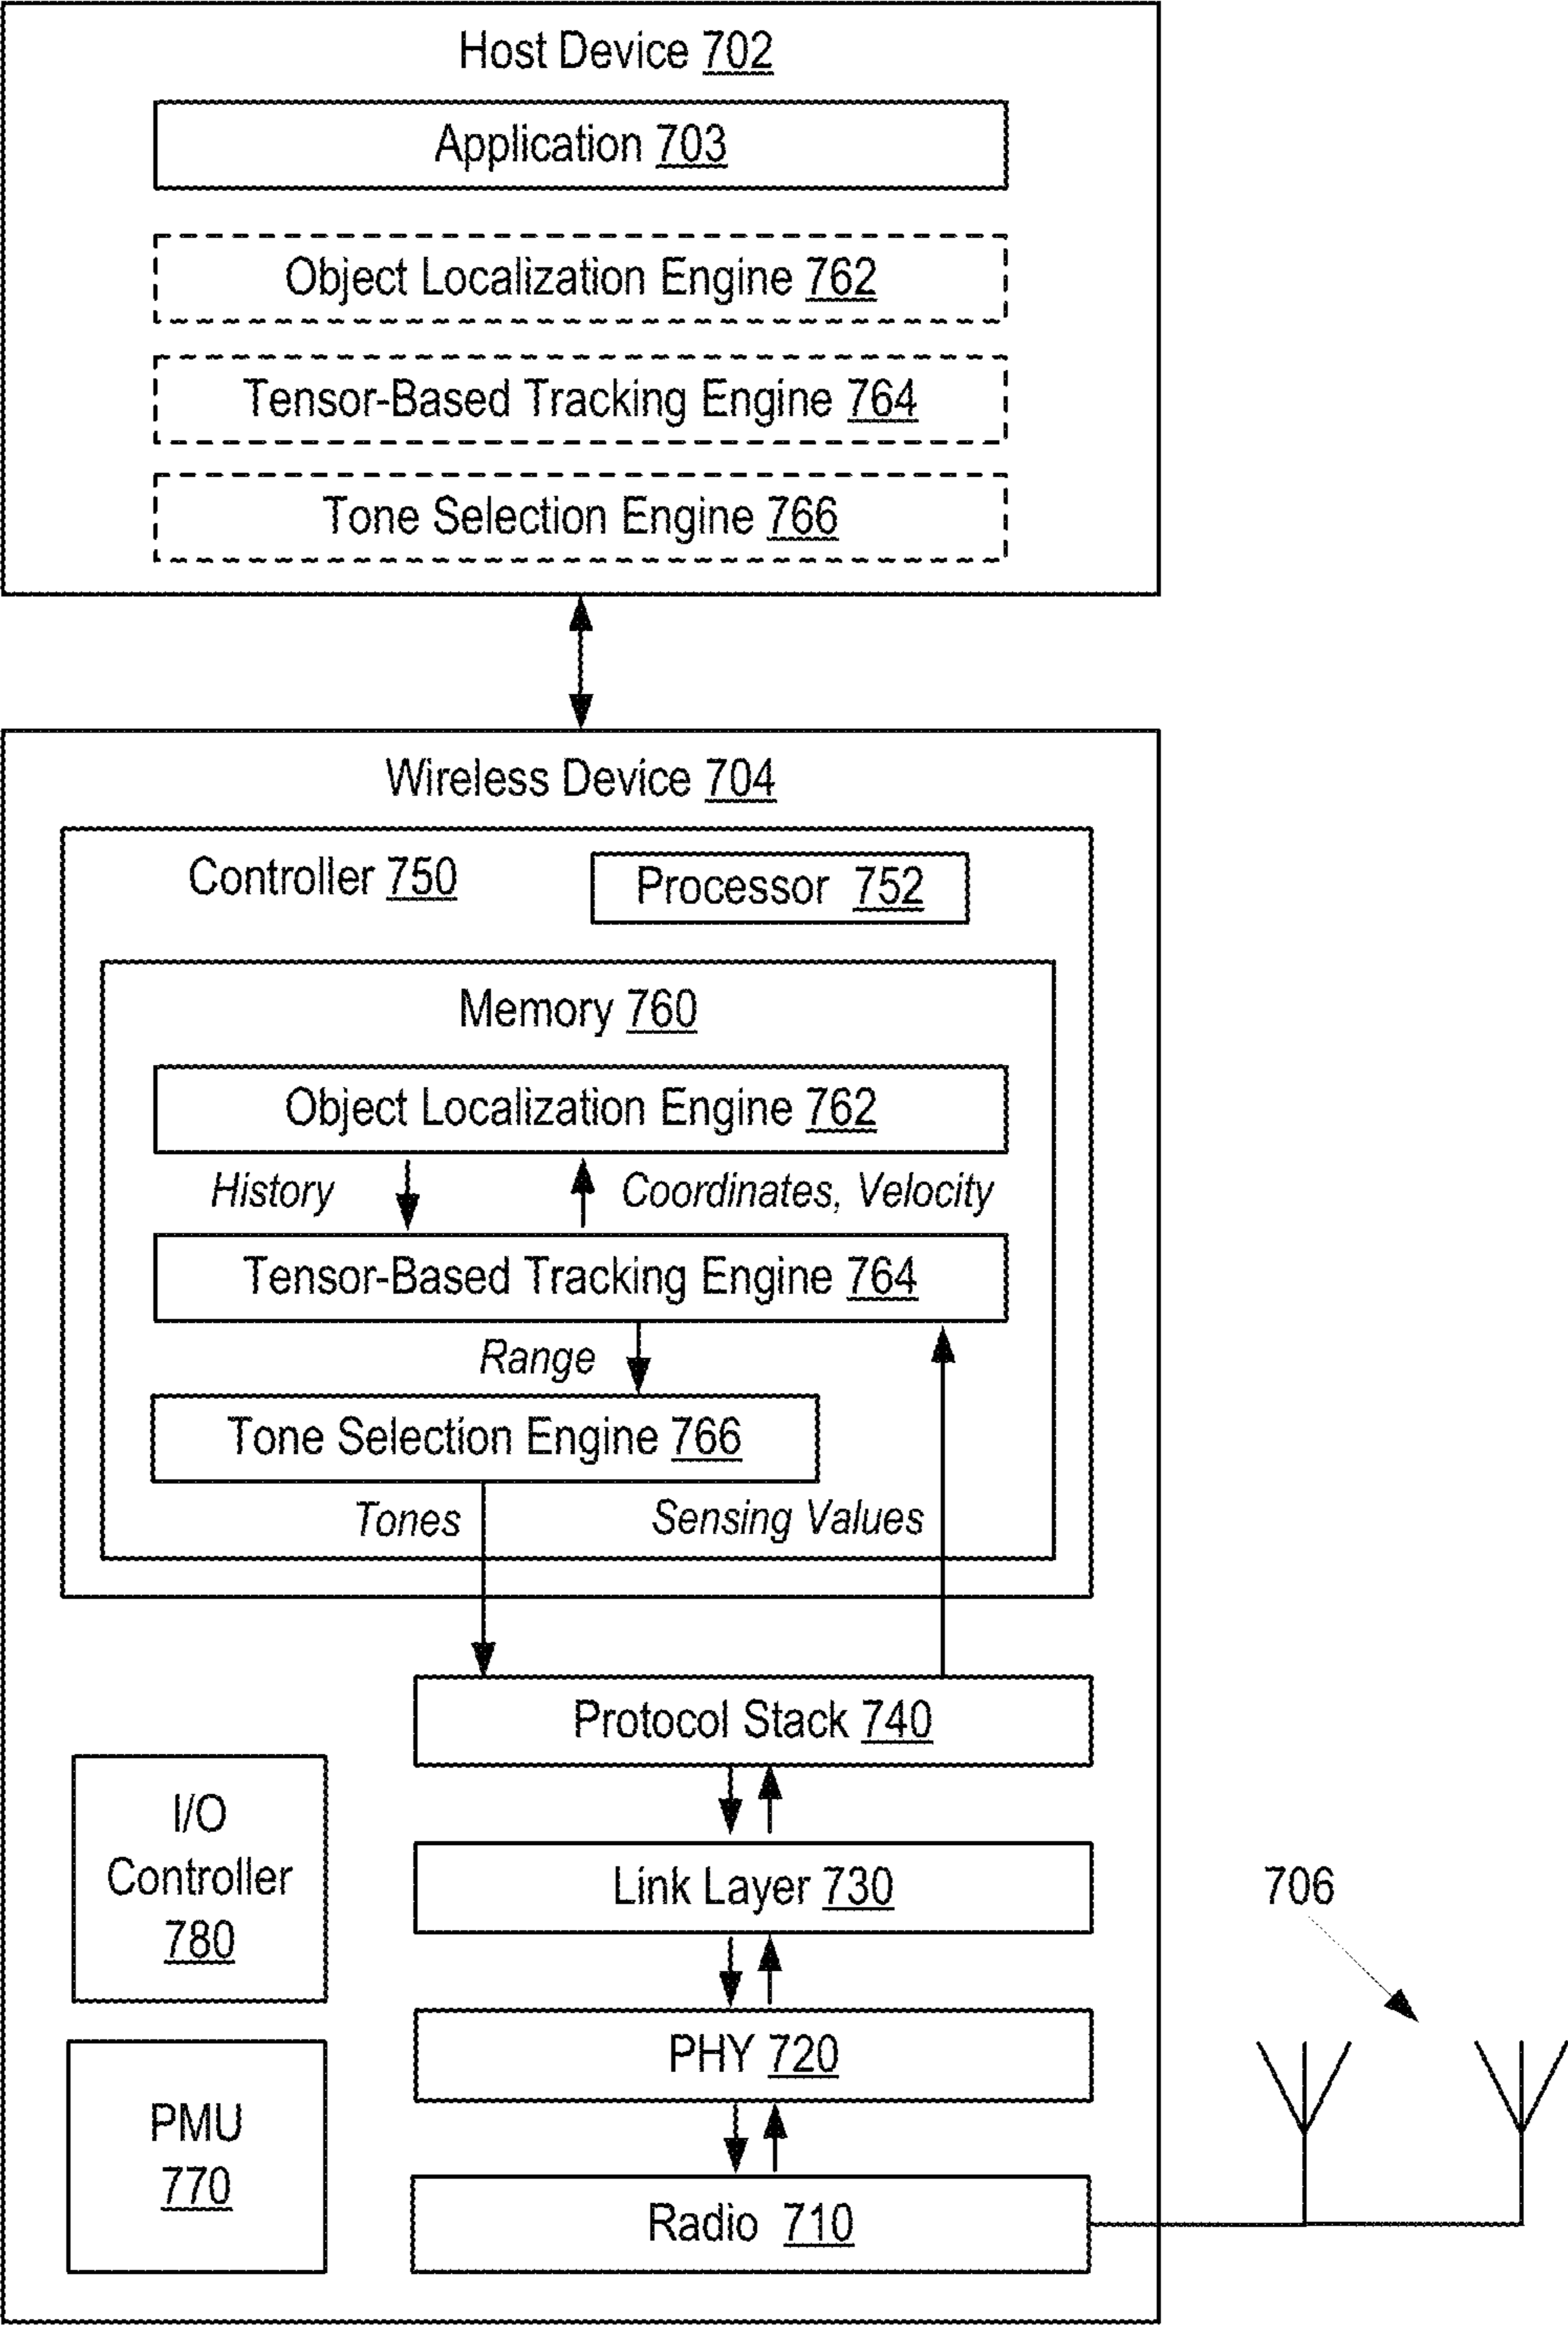 Host Device 702
Application 703
Object Localization Engine 762
Tensor-Based Tracking Engine 764
Tone Selection Engine 766
Wireless Device 704
Controller 750
Processor 752
Memory 760
Object Localization Engine 762
History
Coordinates, Velocity
Tensor-Based Tracking Engine 764
Range
Tone Selection Engine 766
Tones
Sensing Values
Protocol Stack 740
I/O
Controller
780
Link Layer 730
706
PHY 720
PMU
770
Radio 710